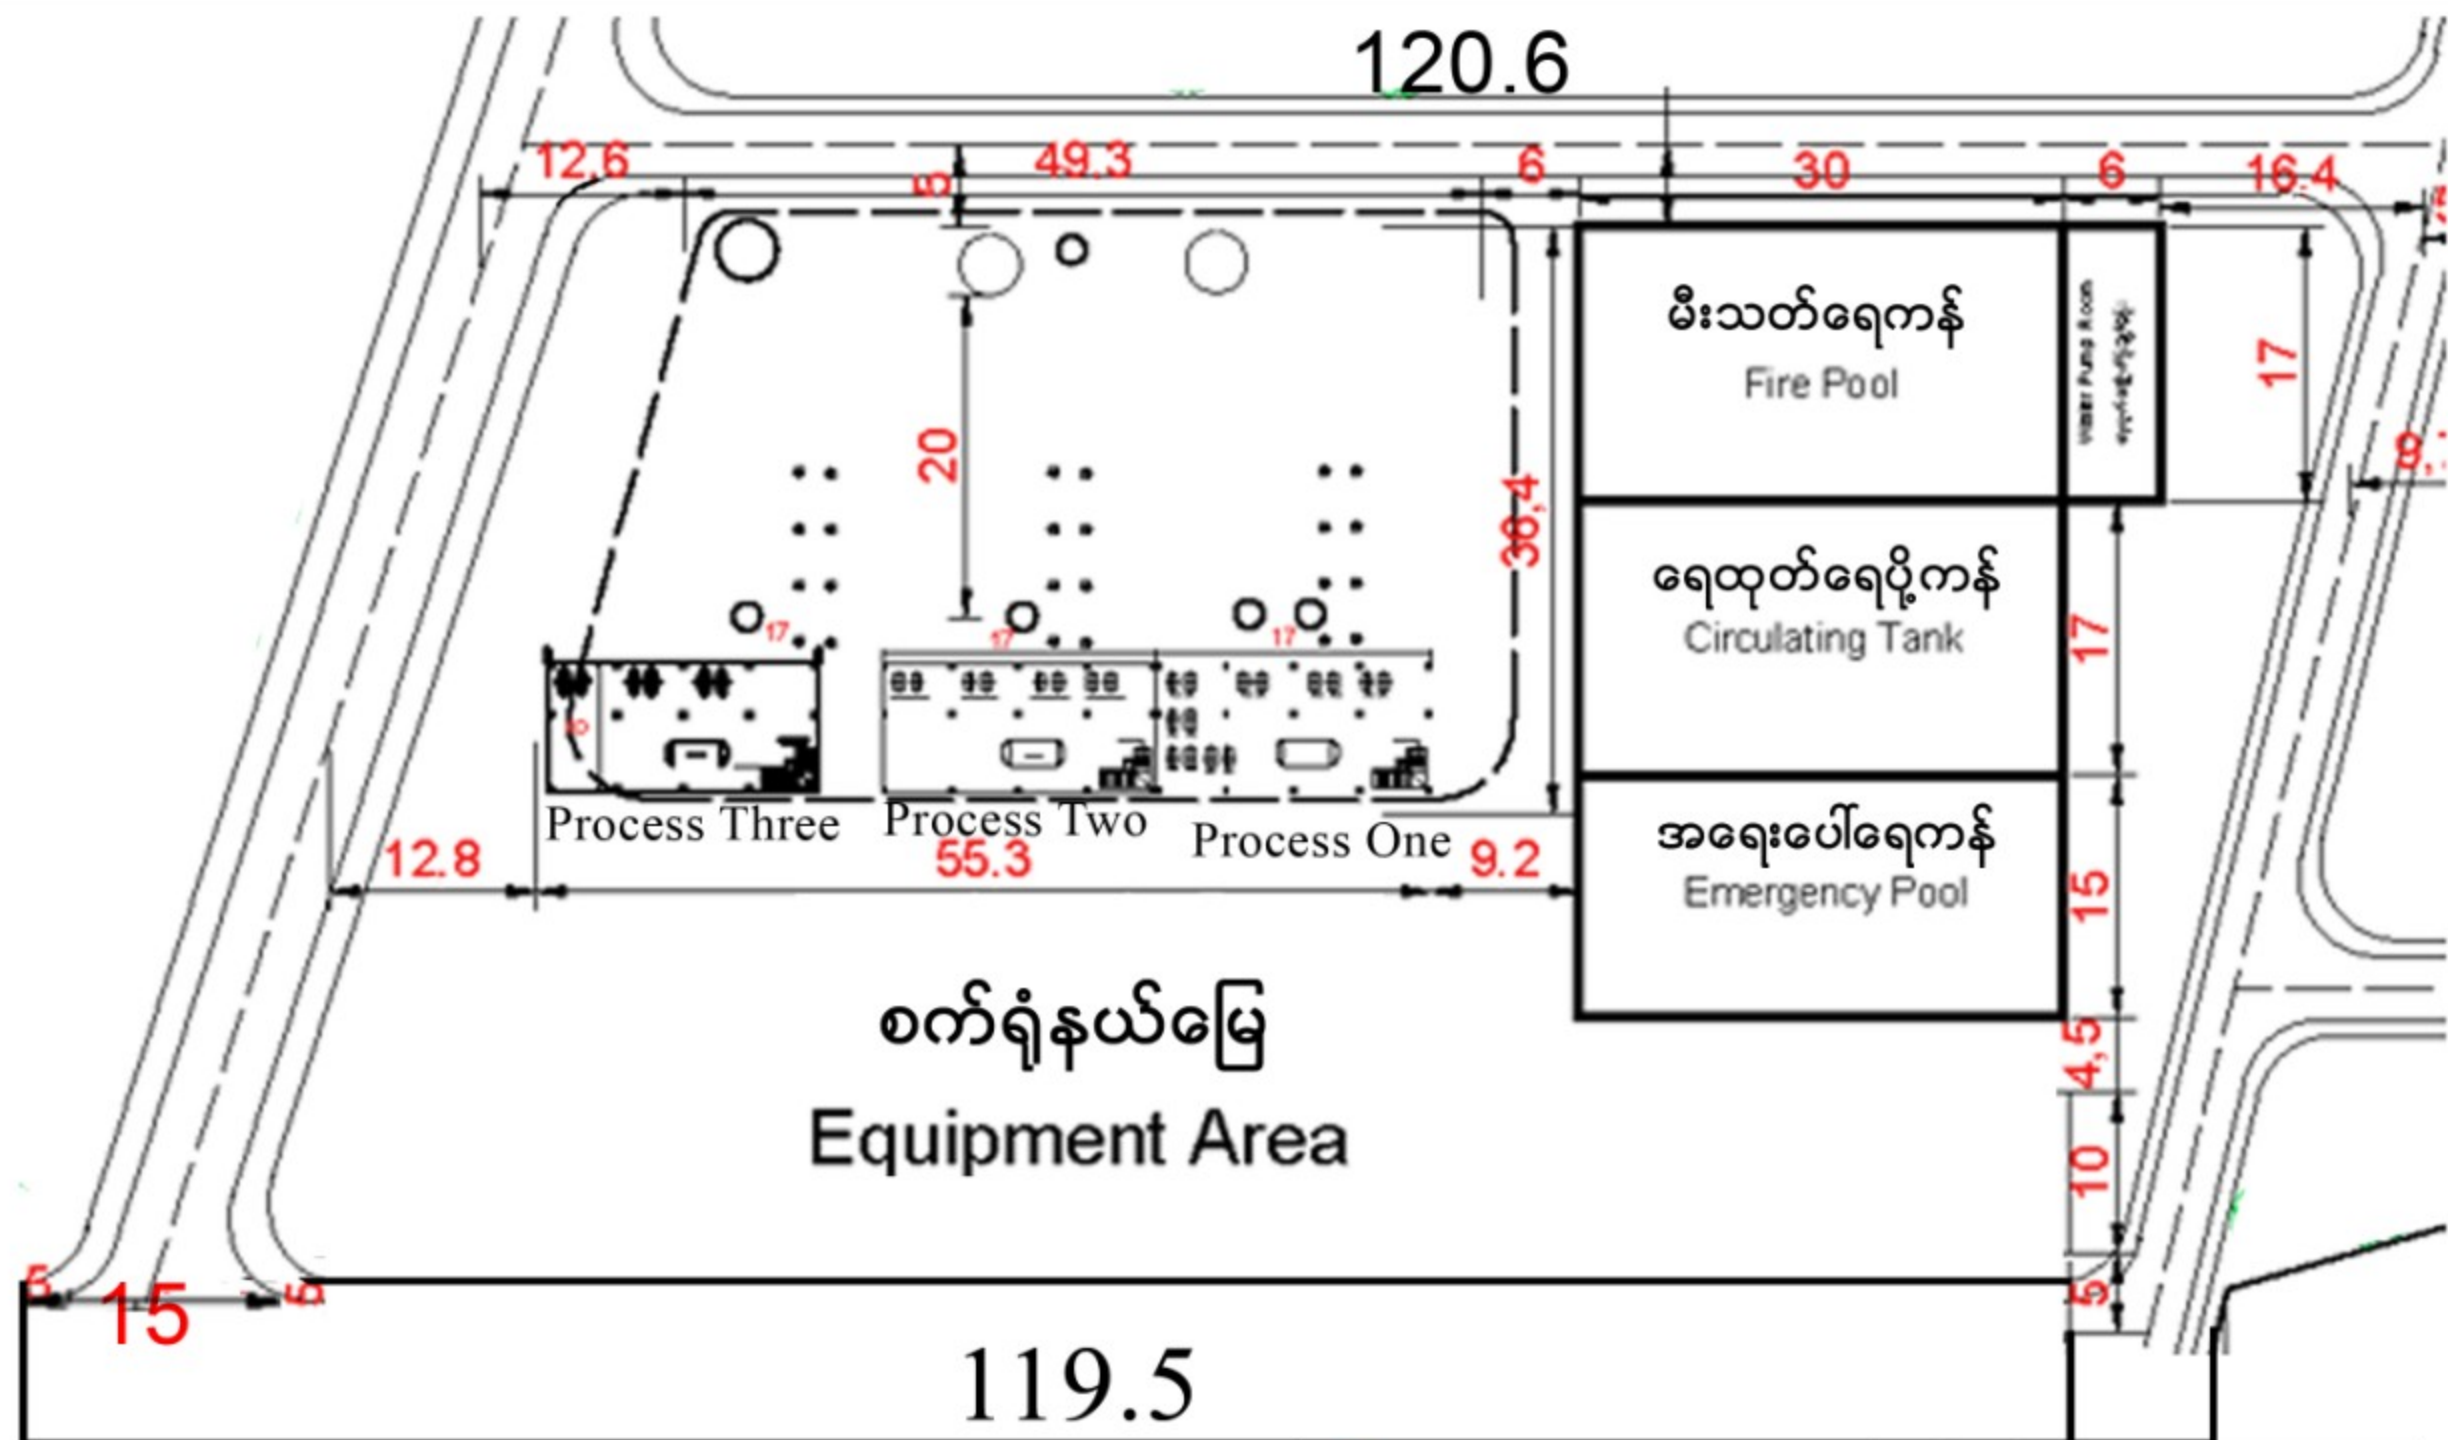 120.6
12.6
49.3
6
30
6
16.4
5
မီးသတ်ရေကန်
Fire Pool
17
20
36,4
ရေထုတ်ရေပို့ကန်
Circulating Tank
17
17
17
17
8
Process Three
Process Two
Process One
12.8
55.3
9.2
အရေးပေါ်ရေကန်
Emergency Pool
15
စက်ရုံနယ်မြေ
Equipment Area
4,5
10
5
15
5
5
119.5